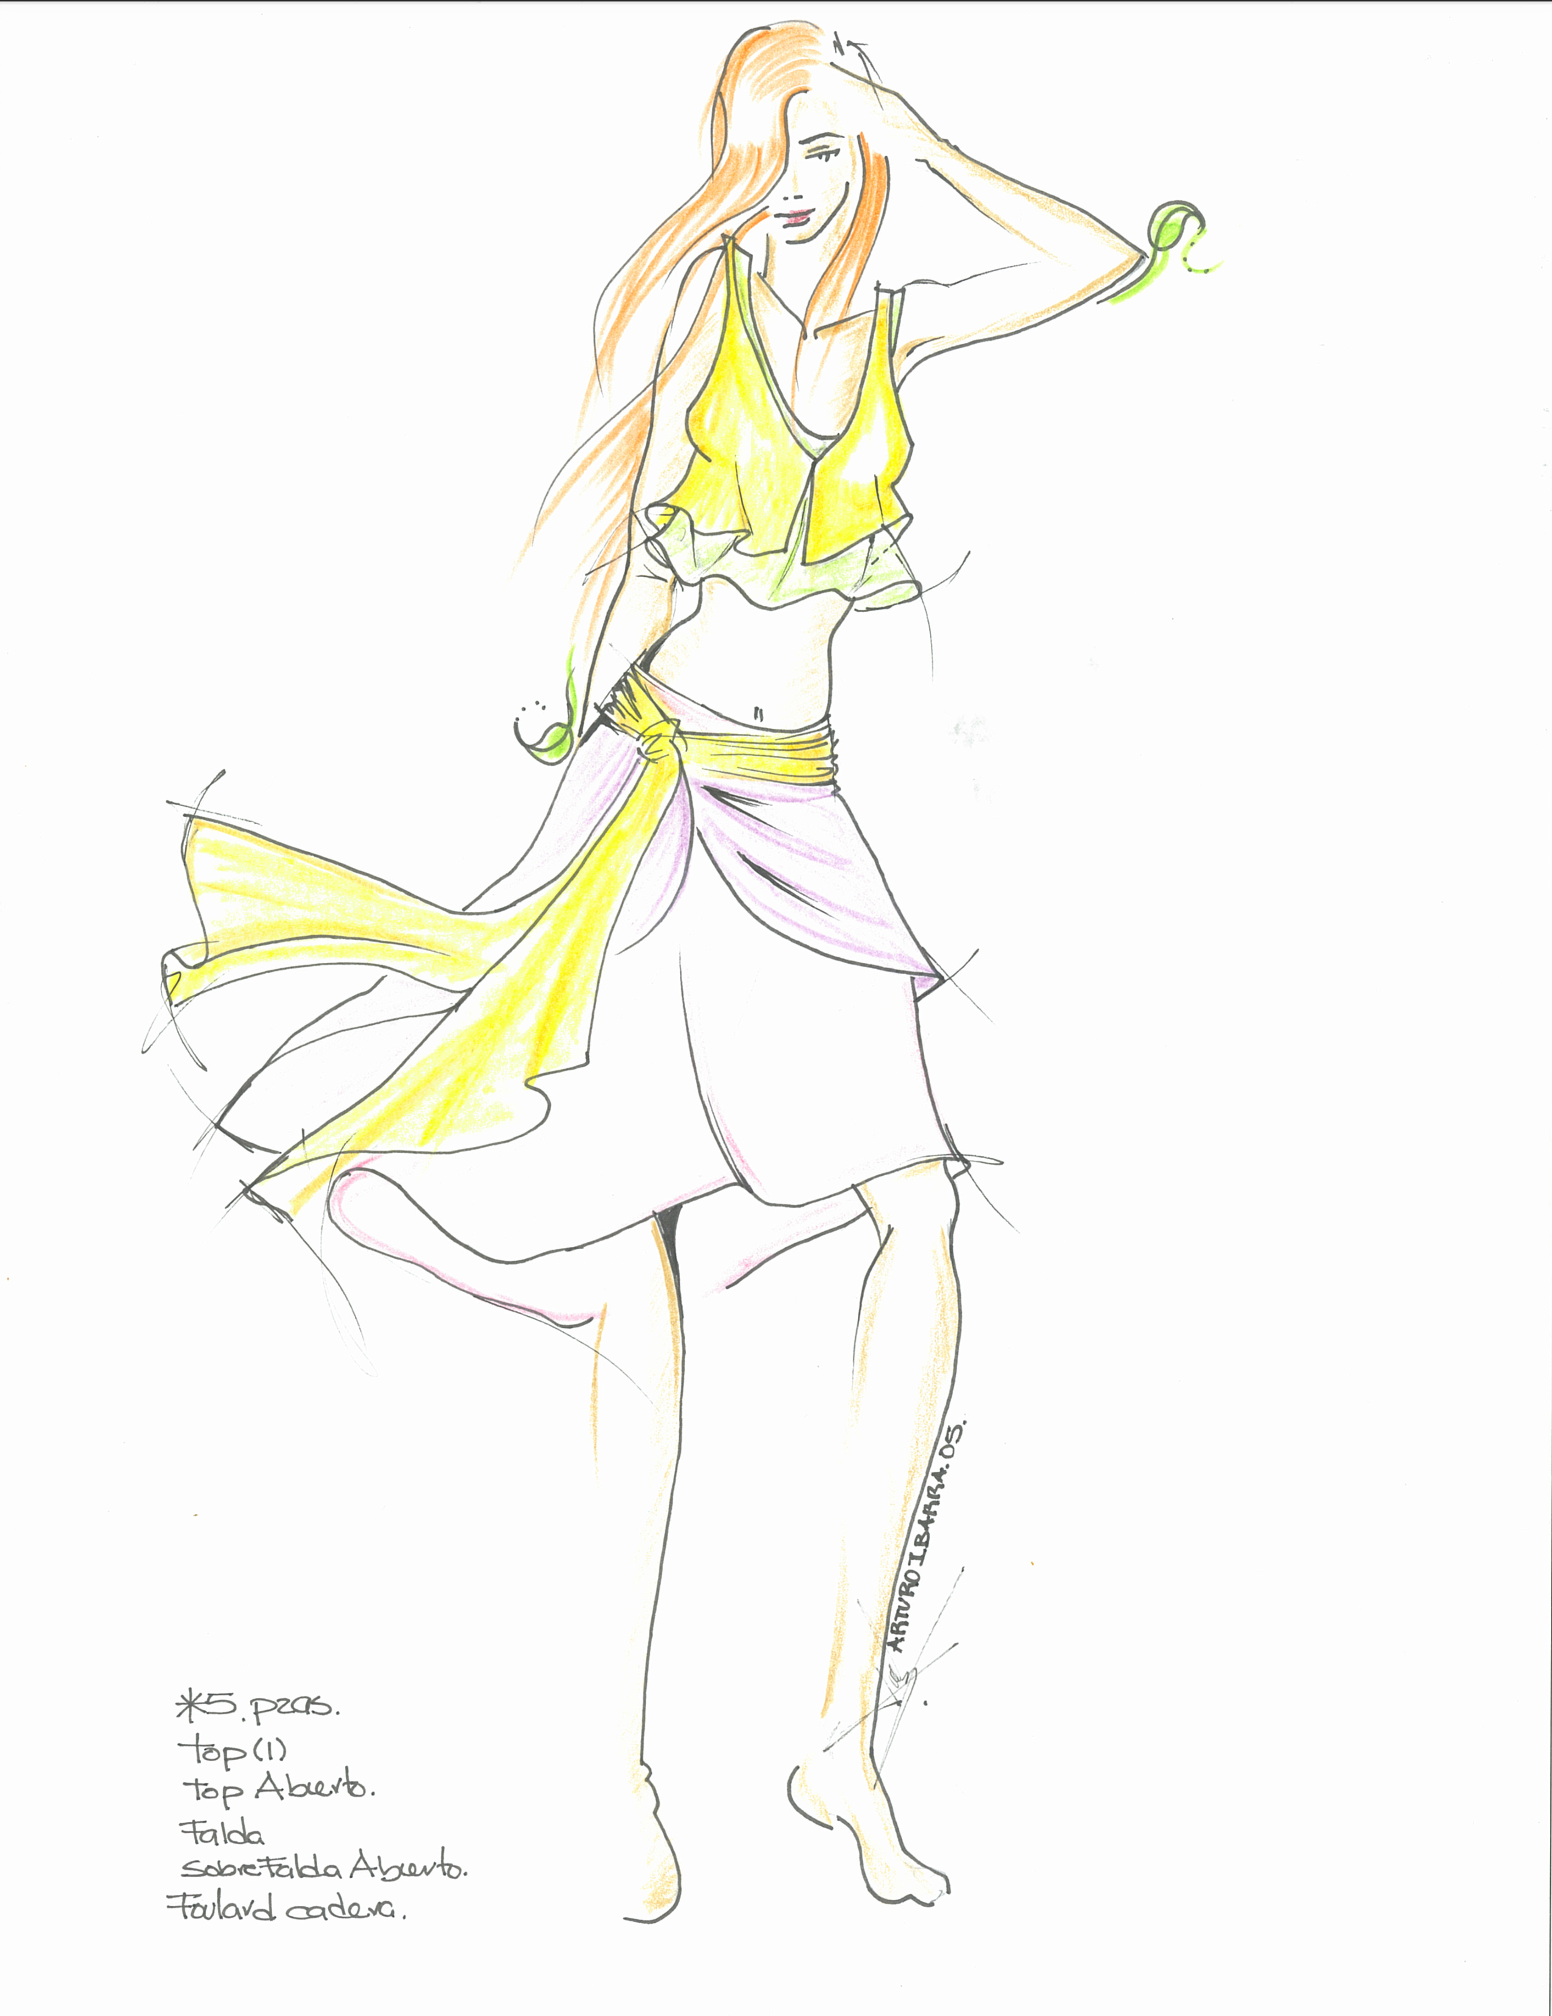 ARTURO IBARRA.05.
*5.pzas.
top(1)
top Abierto.
Falda
sobreFalda Abierto.
Foulard cadera.